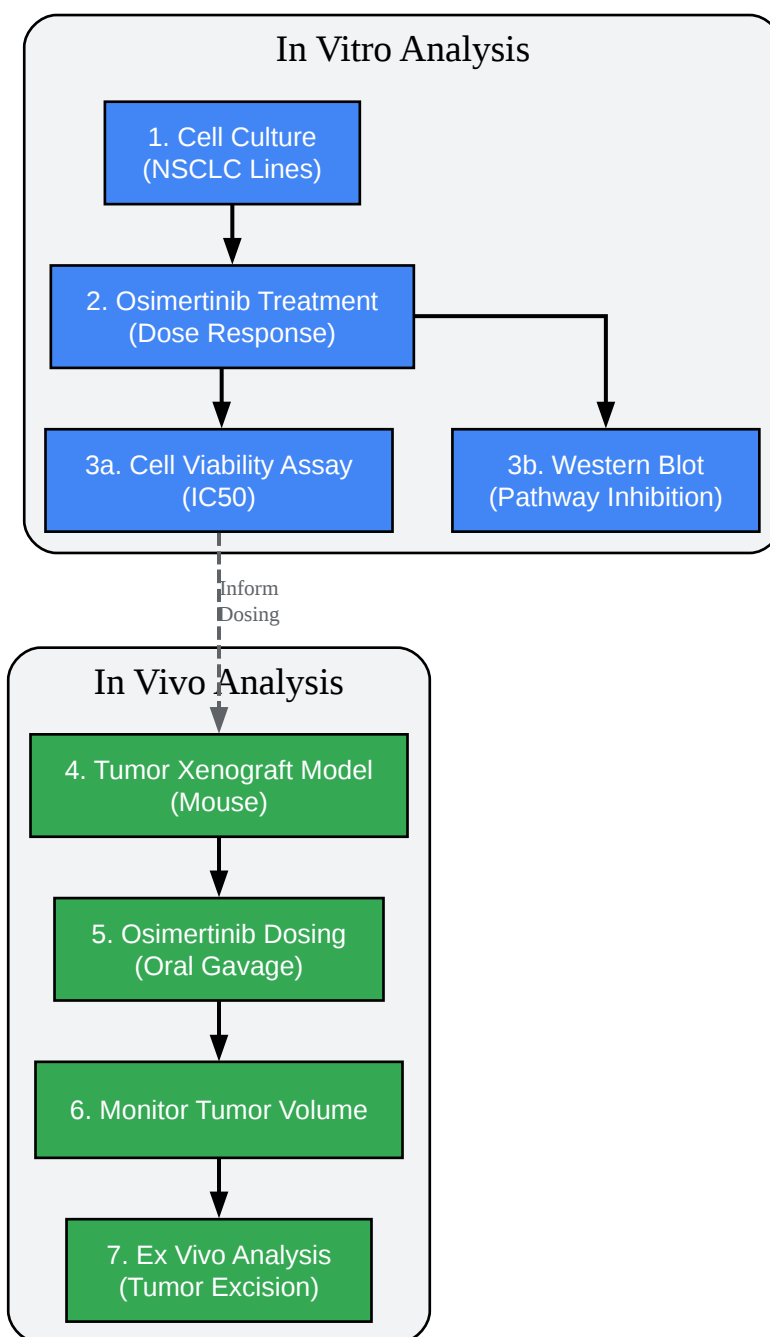 In Vitro Analysis
1. Cell Culture
(NSCLC Lines)
2. Osimertinib Treatment
(Dose Response)
3a. Cell Viability Assay
(IC50)
3b. Western Blot
(Pathway Inhibition)
Inform
Dosing
In Vivo Analysis
4. Tumor Xenograft Model
(Mouse)
5. Osimertinib Dosing
(Oral Gavage)
6. Monitor Tumor Volume
7. Ex Vivo Analysis
(Tumor Excision)